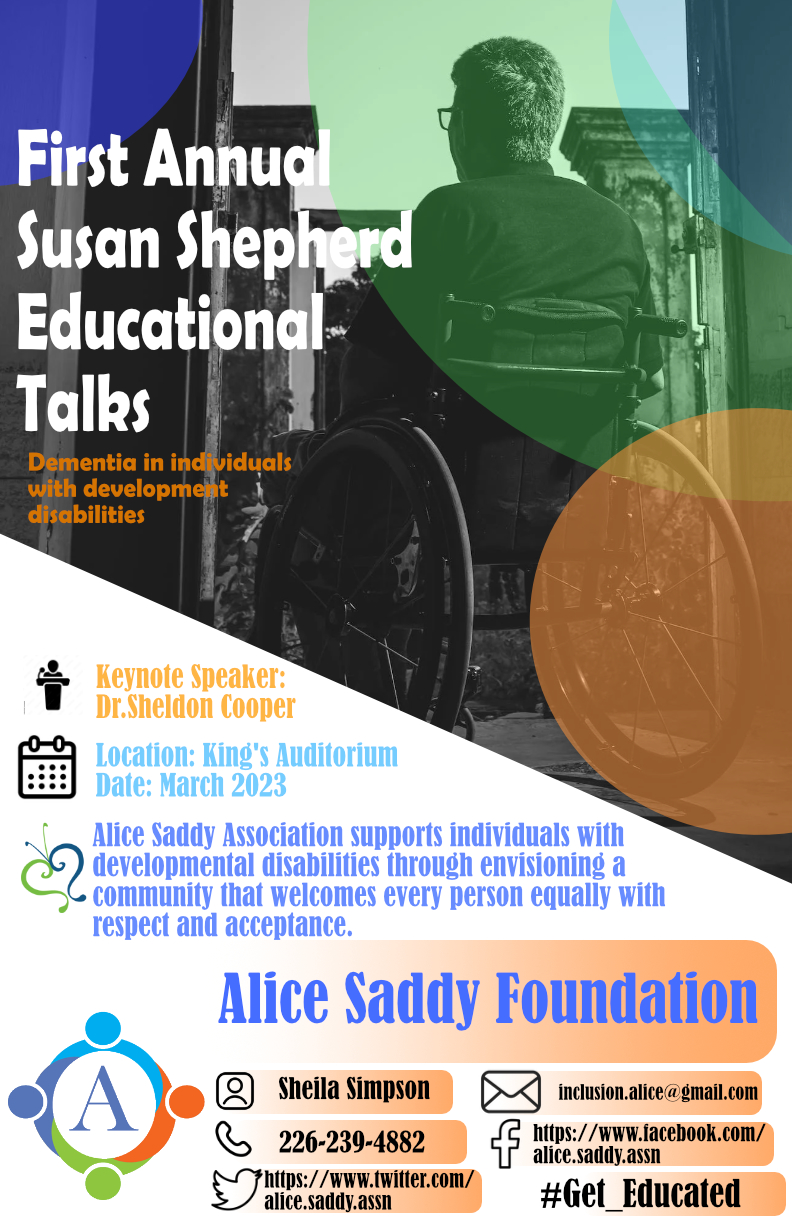 First Annual
Susan Shepherd
Educational
Talks
Dementia in individuals
with development
disabilities
Keynote Speaker:
Dr.Sheldon Cooper
Location: King's Auditorium
Date: March 2023
Alice Saddy Association supports individuals with
developmental disabilities through envisioning a
community that welcomes every person equally with
respect and acceptance.
Alice Saddy Foundation
A
Sheila Simpson
inclusion.alice@gmail.com
226-239-4882
https://www.facebook.com/
alice.saddy.assn
https://www.twitter.com/
alice.saddy.assn
#Get_Educated